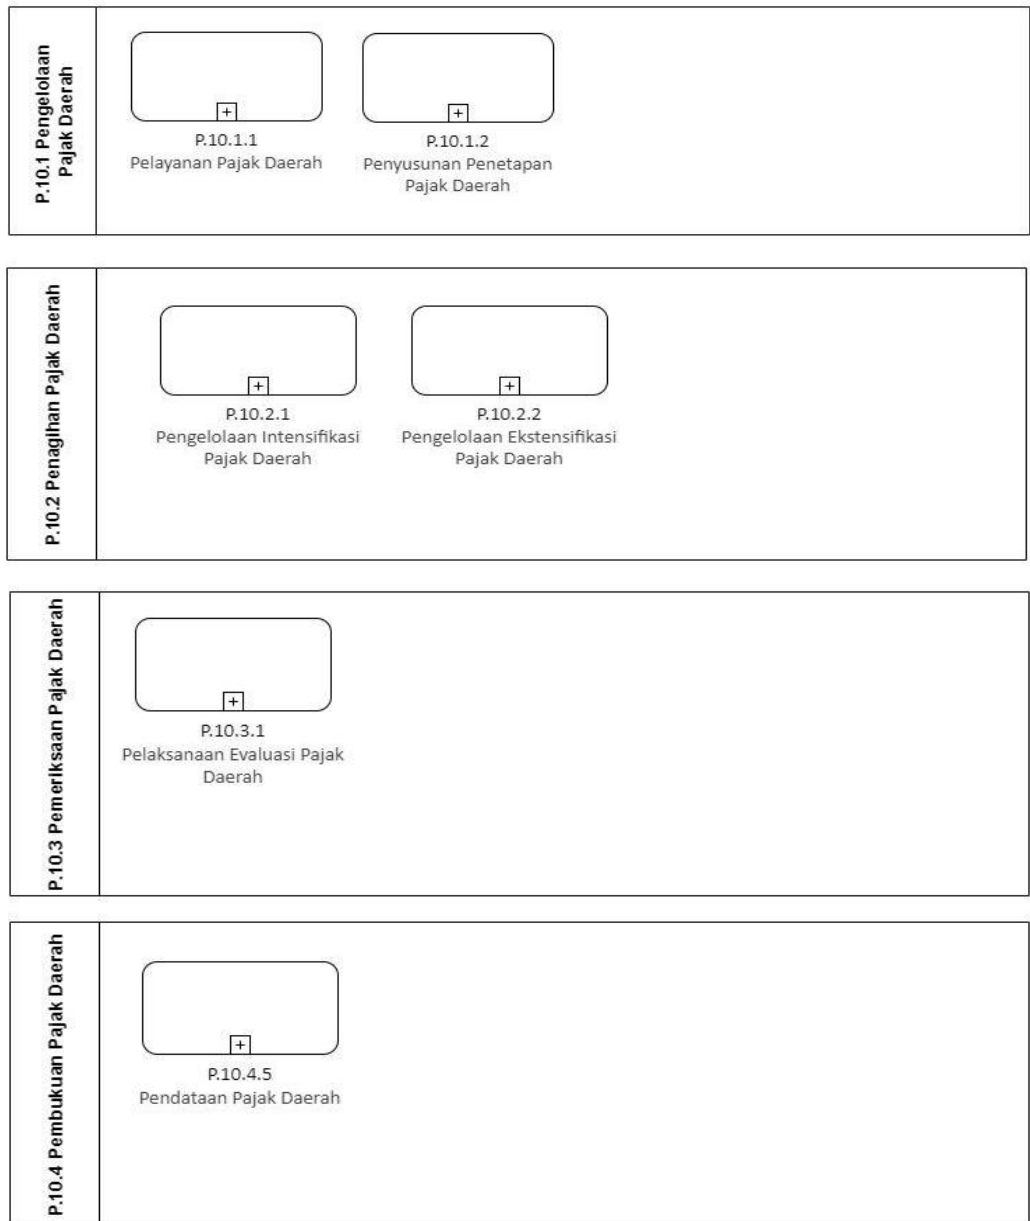 P.10.1 Pengelolaan
Pajak Daerah
P.10.1.1
Pelayanan Pajak Daerah
P.10.1.2
Penyusunan Penetapan
Pajak Daerah
P.10.2 Penagihan Pajak Daerah
P.10.2.1
Pengelolaan Intensifikasi
Pajak Daerah
P.10.2.2
Pengelolaan Ekstensifikasi
Pajak Daerah
P.10.3 Pemeriksaan Pajak Daerah
P.10.3.1
Pelaksanaan Evaluasi Pajak
Daerah
P.10.4 Pembukuan Pajak Daerah
P.10.4.5
Pendataan Pajak Daerah